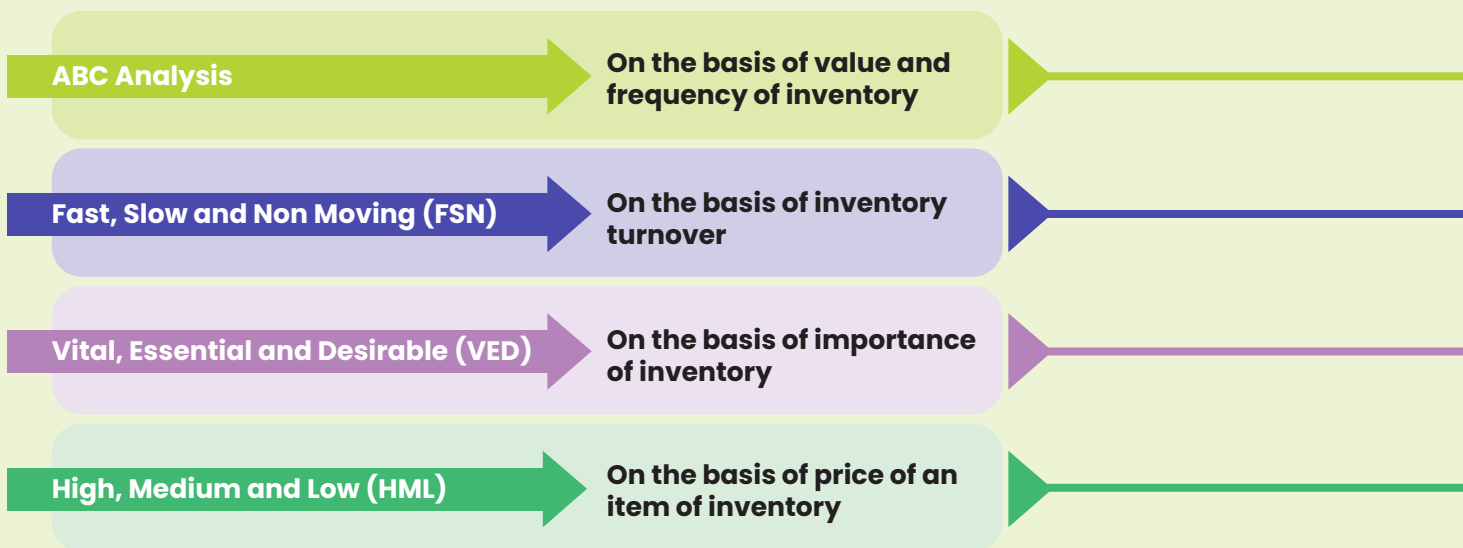 ABC Analysis
On the basis of value and
frequency of inventory
Fast, Slow and Non Moving (FSN)
On the basis of inventory
turnover
Vital, Essential and Desirable (VED)
On the basis of importance
of inventory
High, Medium and Low (HML)
On the basis of price of an
item of inventory